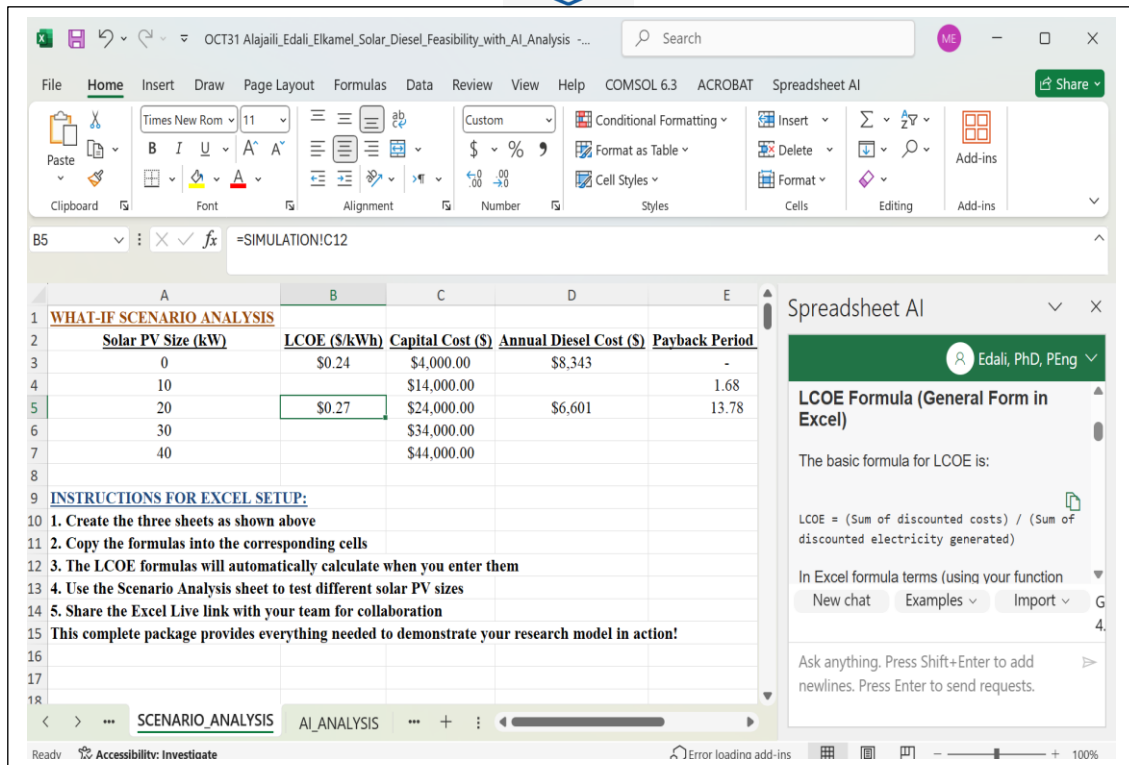 OCT31 Alajaili_Edali_Elkamel_Solar_Diesel_Feasibility_with_AI_Analysis -...
Search
ME
File Home Insert Draw Page Layout Formulas Data Review View Help COMSOL 6.3 ACROBAT Spreadsheet AI Share
Paste
Times New Rom 11
B I U A^ A˅
A
ab
Custom
$ % 9
.00 .00
Conditional Formatting
Format as Table
Cell Styles
Insert
Delete
Format
Add-ins
Clipboard Font Alignment Number Styles Cells Editing Add-ins
B5 fx =SIMULATION!C12
A B C D E
1 WHAT-IF SCENARIO ANALYSIS
2 Solar PV Size (kW) LCOE ($/kWh) Capital Cost ($) Annual Diesel Cost ($) Payback Period
3 0 $0.24 $4,000.00 $8,343 -
4 10 $14,000.00 1.68
5 20 $0.27 $24,000.00 $6,601 13.78
6 30 $34,000.00
7 40 $44,000.00
8
9 INSTRUCTIONS FOR EXCEL SETUP:
10 1. Create the three sheets as shown above
11 2. Copy the formulas into the corresponding cells
12 3. The LCOE formulas will automatically calculate when you enter them
13 4. Use the Scenario Analysis sheet to test different solar PV sizes
14 5. Share the Excel Live link with your team for collaboration
15 This complete package provides everything needed to demonstrate your research model in action!
16
17
18
Spreadsheet AI
Edali, PhD, PEng
LCOE Formula (General Form in
Excel)
The basic formula for LCOE is:
LCOE = (Sum of discounted costs) / (Sum of
discounted electricity generated)
In Excel formula terms (using your function
New chat Examples Import G
4.
Ask anything. Press Shift+Enter to add
newlines. Press Enter to send requests.
... SCENARIO_ANALYSIS AI_ANALYSIS ...
Ready Accessibility: Investigate Error loading add-ins 100%